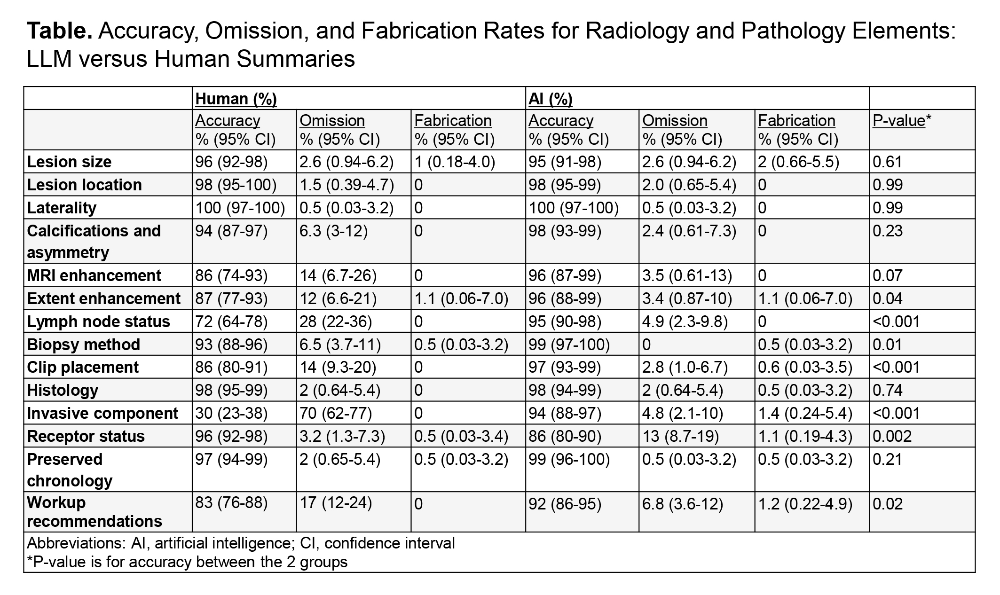 Table. Accuracy, Omission, and Fabrication Rates for Radiology and Pathology Elements:
LLM versus Human Summaries
Human (%) AI (%)
Accuracy Omission Fabrication Accuracy Omission Fabrication P-value*
% (95% CI) % (95% CI) % (95% CI) % (95% CI) % (95% CI) % (95% CI)
Lesion size 96 (92-98) 2.6 (0.94-6.2) 1 (0.18-4.0) 95 (91-98) 2.6 (0.94-6.2) 2 (0.66-5.5) 0.61
Lesion location 98 (95-100) 1.5 (0.39-4.7) 0 98 (95-99) 2.0 (0.65-5.4) 0 0.99
Laterality 100 (97-100) 0.5 (0.03-3.2) 0 100 (97-100) 0.5 (0.03-3.2) 0 0.99
Calcifications and 94 (87-97) 6.3 (3-12) 0 98 (93-99) 2.4 (0.61-7.3) 0 0.23
asymmetry
MRI enhancement 86 (74-93) 14 (6.7-26) 0 96 (87-99) 3.5 (0.61-13) 0 0.07
Extent enhancement 87 (77-93) 12 (6.6-21) 1.1 (0.06-7.0) 96 (88-99) 3.4 (0.87-10) 1.1 (0.06-7.0) 0.04
Lymph node status 72 (64-78) 28 (22-36) 0 95 (90-98) 4.9 (2.3-9.8) 0 <0.001
Biopsy method 93 (88-96) 6.5 (3.7-11) 0.5 (0.03-3.2) 99 (97-100) 0 0.5 (0.03-3.2) 0.01
Clip placement 86 (80-91) 14 (9.3-20) 0 97 (93-99) 2.8 (1.0-6.7) 0.6 (0.03-3.5) <0.001
Histology 98 (95-99) 2 (0.64-5.4) 0 98 (94-99) 2 (0.64-5.4) 0.5 (0.03-3.2) 0.74
Invasive component 30 (23-38) 70 (62-77) 0 94 (88-97) 4.8 (2.1-10) 1.4 (0.24-5.4) <0.001
Receptor status 96 (92-98) 3.2 (1.3-7.3) 0.5 (0.03-3.4) 86 (80-90) 13 (8.7-19) 1.1 (0.19-4.3) 0.002
Preserved 97 (94-99) 2 (0.65-5.4) 0.5 (0.03-3.2) 99 (96-100) 0.5 (0.03-3.2) 0.5 (0.03-3.2) 0.21
chronology
Workup 83 (76-88) 17 (12-24) 0 92 (86-95) 6.8 (3.6-12) 1.2 (0.22-4.9) 0.02
recommendations
Abbreviations: AI, artificial intelligence; CI, confidence interval
*P-value is for accuracy between the 2 groups